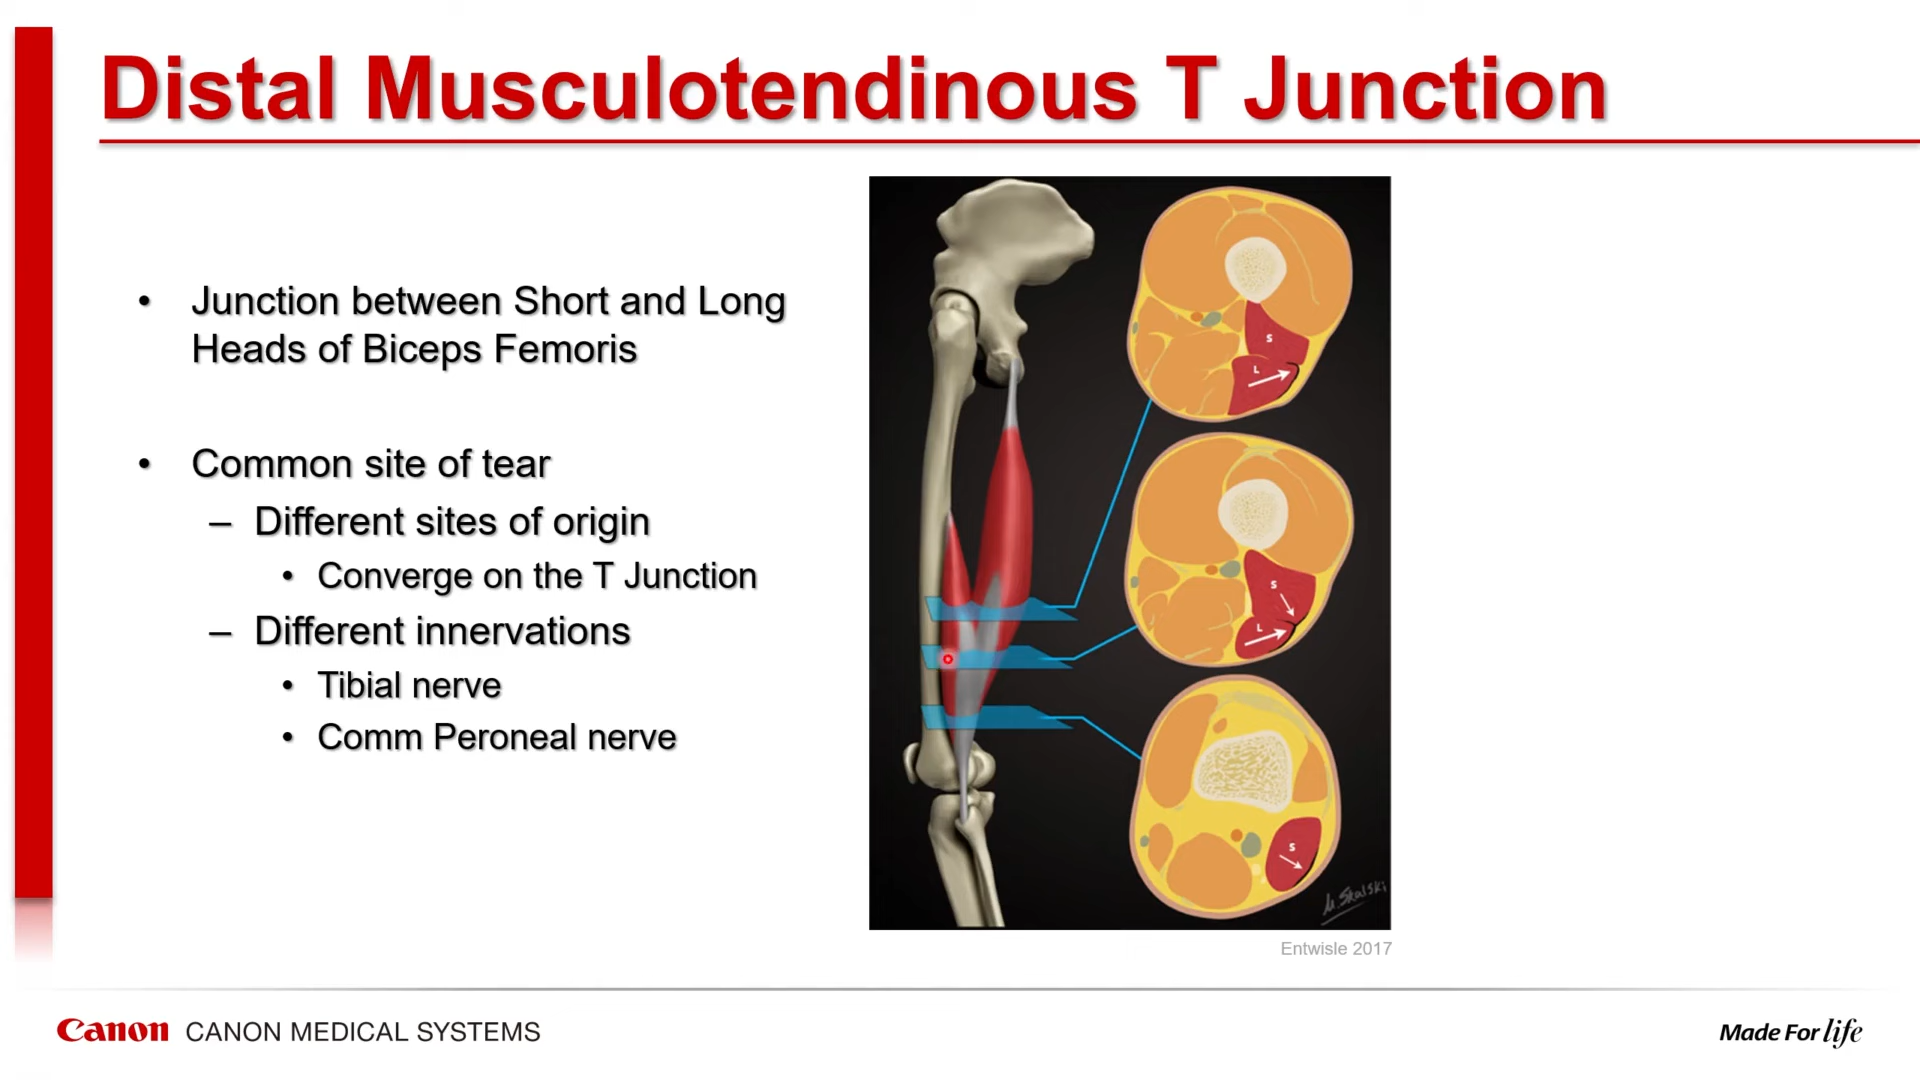 Distal Musculotendinous T Junction
• Junction between Short and Long
Heads of Biceps Femoris
• Common site of tear
– Different sites of origin
• Converge on the T Junction
– Different innervations
• Tibial nerve
• Comm Peroneal nerve
S
L
S
L
S
M. Skalski
Entwisle 2017
Canon CANON MEDICAL SYSTEMS
Made For life